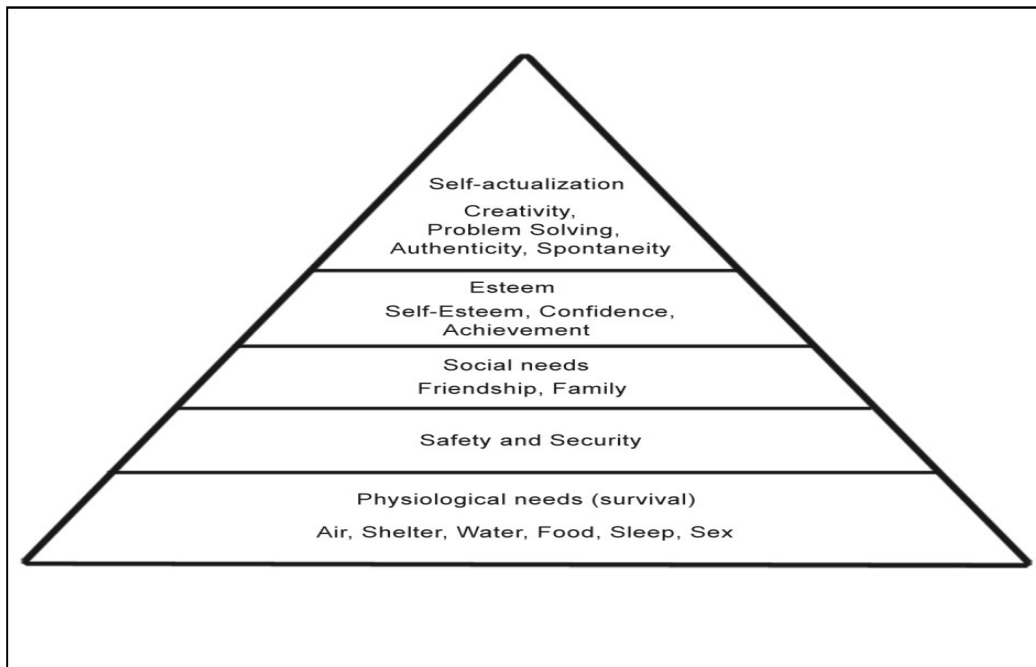 Self-actualization
Creativity,
Problem Solving,
Authenticity, Spontaneity
Esteem
Self-Esteem, Confidence,
Achievement
Social needs
Friendship, Family
Safety and Security
Physiological needs (survival)
Air, Shelter, Water, Food, Sleep, Sex